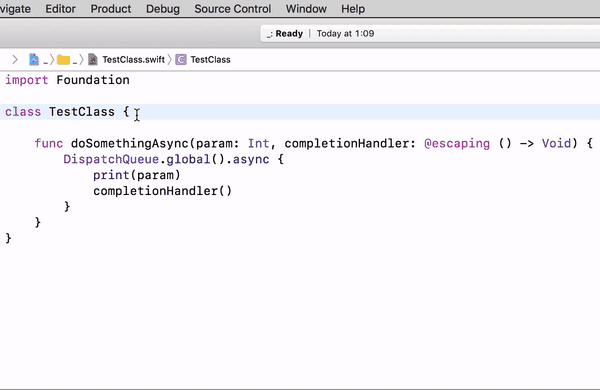 vigate Editor Product Debug Source Control Window Help
_: Ready | Today at 1:09
_ _ TestClass.swift C TestClass
import Foundation
class TestClass {
func doSomethingAsync(param: Int, completionHandler: @escaping () -> Void) {
DispatchQueue.global().async {
print(param)
completionHandler()
}
}
}